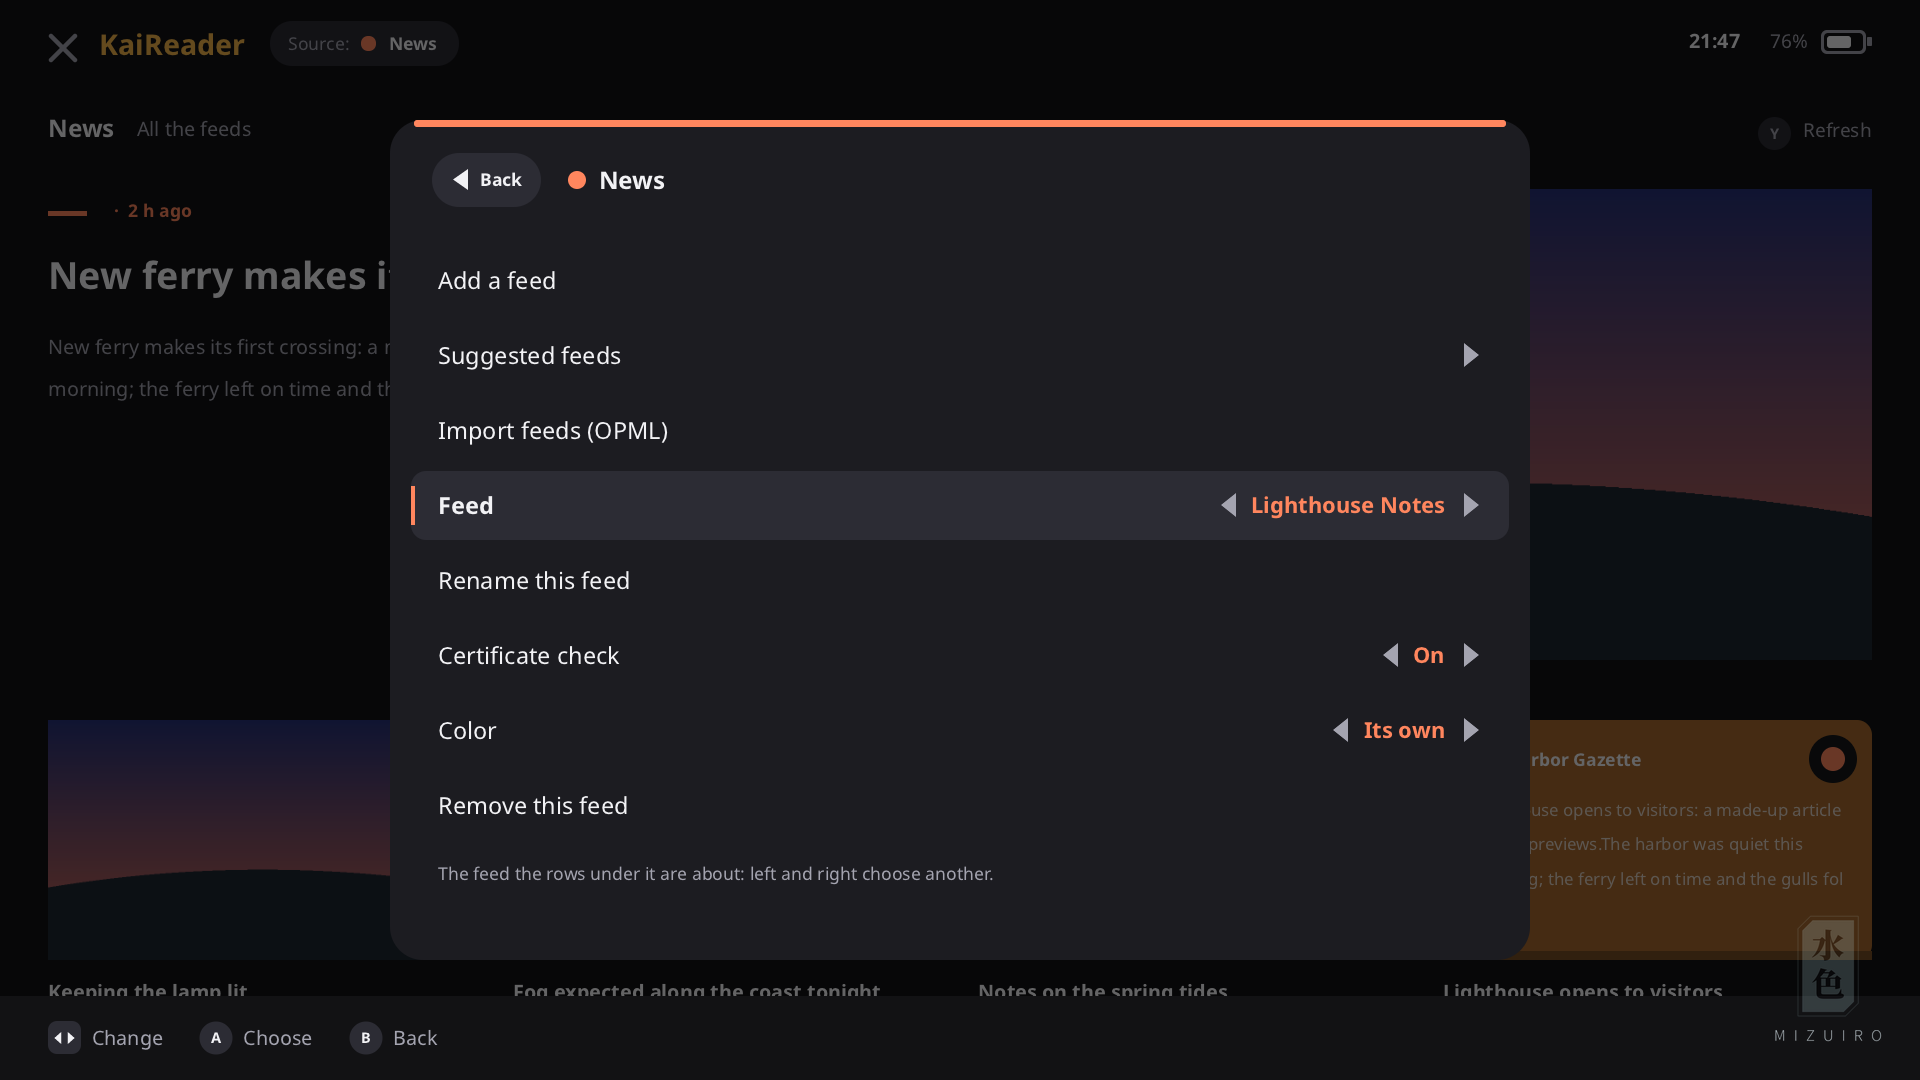 KaiReader
Source: News
21:47
76%
News
All the feeds
Y Refresh
Back
News
· 2 h ago
New ferry makes i
New ferry makes its first crossing: a
morning; the ferry left on time and
Add a feed
Suggested feeds
Import feeds (OPML)
Feed
Lighthouse Notes
Rename this feed
Certificate check
On
Color
Its own
Remove this feed
The feed the rows under it are about: left and right choose another.
rbor Gazette
use opens to visitors: a made-up article
previews.The harbor was quiet this
g; the ferry left on time and the gulls fol
Keeping the lamp lit
Fog expected along the coast tonight
Notes on the spring tides
Lighthouse opens to visitors
水色
MIZUIRO
Change
A Choose
B Back